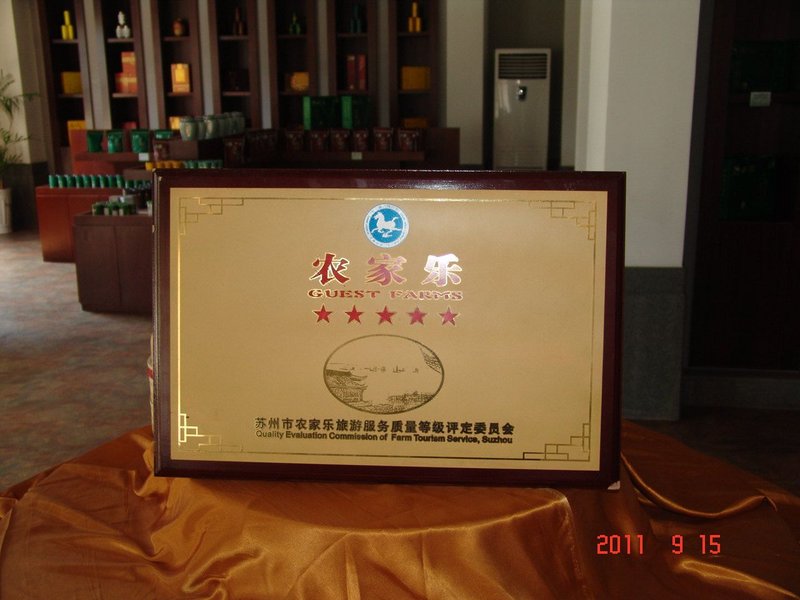 农家乐
GUEST FARMS
苏州市农家乐旅游服务质量等级评定委员会
Quality Evaluation Commission of Farm Tourism Service, Suzhou
2011 9 15